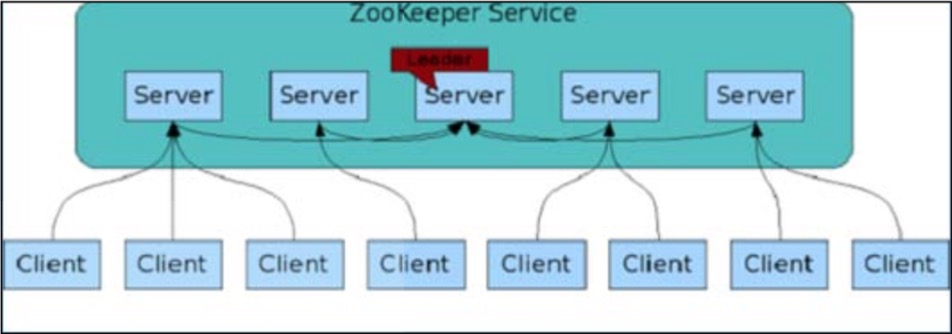 ZooKeeper Service
Leader
Server Server Server Server Server
Client Client Client Client Client Client Client Client